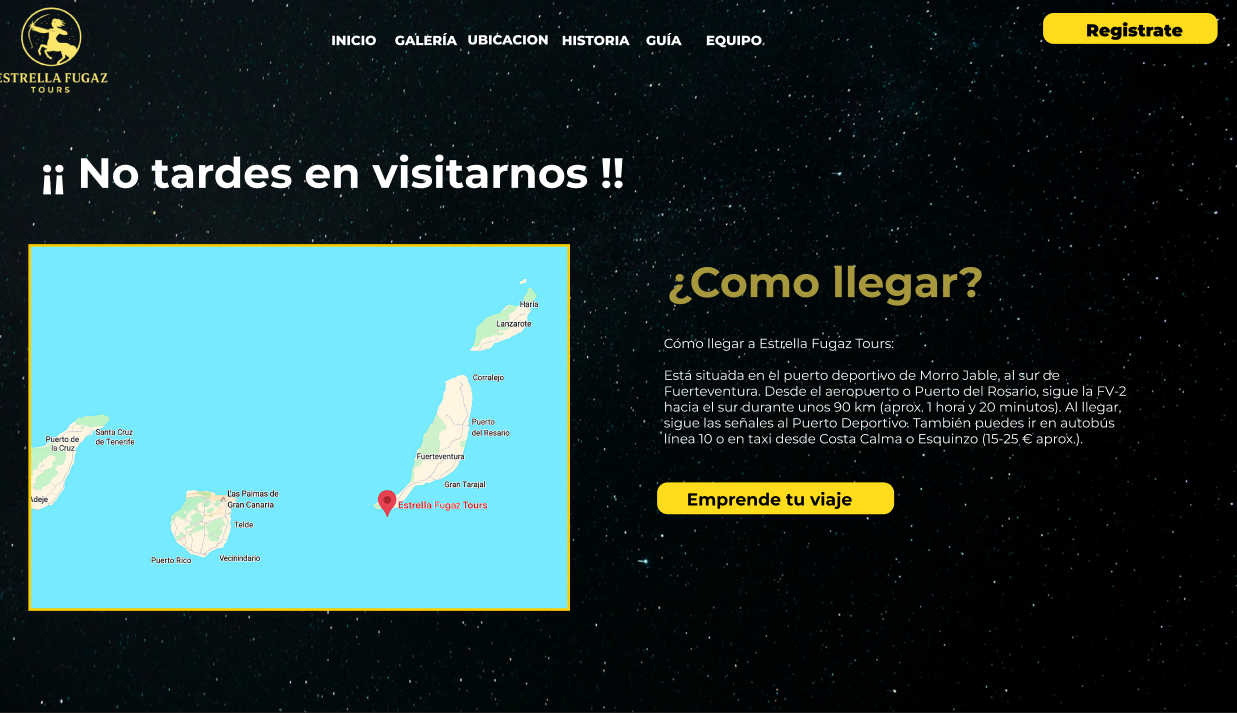 ESTRELLA FUGAZ
TOURS
INICIO GALERÍA UBICACION HISTORIA GUÍA EQUIPO.
Registrate
¡¡ No tardes en visitarnos !!
Haría
Lanzarote
Corralejo
Puerto
del Rosario
Fuerteventura
Gran Tarajal
Estrella Fugaz Tours
Santa Cruz
de Tenerife
Puerto de
la Cruz
Adeje
Las Palmas de
Gran Canaria
Telde
Vecinindario
Puerto Rico
¿Como llegar?
Cómo llegar a Estrella Fugaz Tours:
Está situada en el puerto deportivo de Morro Jable, al sur de
Fuerteventura. Desde el aeropuerto o Puerto del Rosario, sigue la FV-2
hacia el sur durante unos 90 km (aprox. 1 hora y 20 minutos). Al llegar,
sigue las señales al Puerto Deportivo. También puedes ir en autobús
línea 10 o en taxi desde Costa Calma o Esquinzo (15-25 € aprox.).
Emprende tu viaje